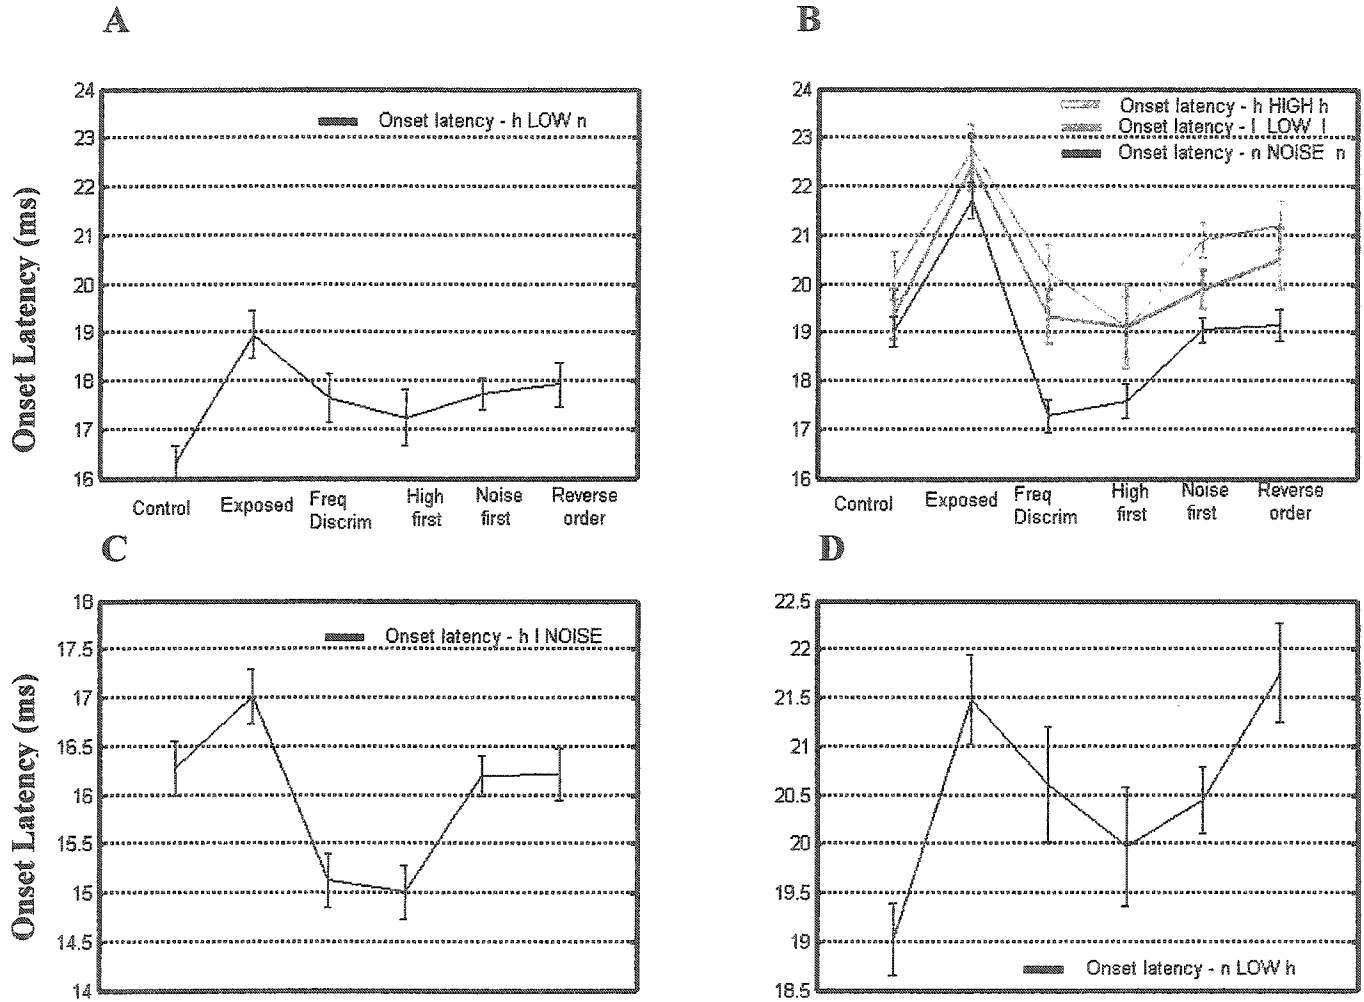 A
Onset Latency (ms)
24
23
22
21
20
19
18
17
16
Onset latency - h LOW n
Control
Exposed
Freq
Discrim
High
first
Noise
first
Reverse
order
B
24
23
22
21
20
19
18
17
16
Onset latency - h HIGH h
Onset latency - l LOW l
Onset latency - n NOISE n
Control
Exposed
Freq
Discrim
High
first
Noise
first
Reverse
order
C
Onset Latency (ms)
18
17.5
17
16.5
16
15.5
15
14.5
14
Onset latency - h l NOISE
D
22.5
22
21.5
21
20.5
20
19.5
19
18.5
Onset latency - n LOW h